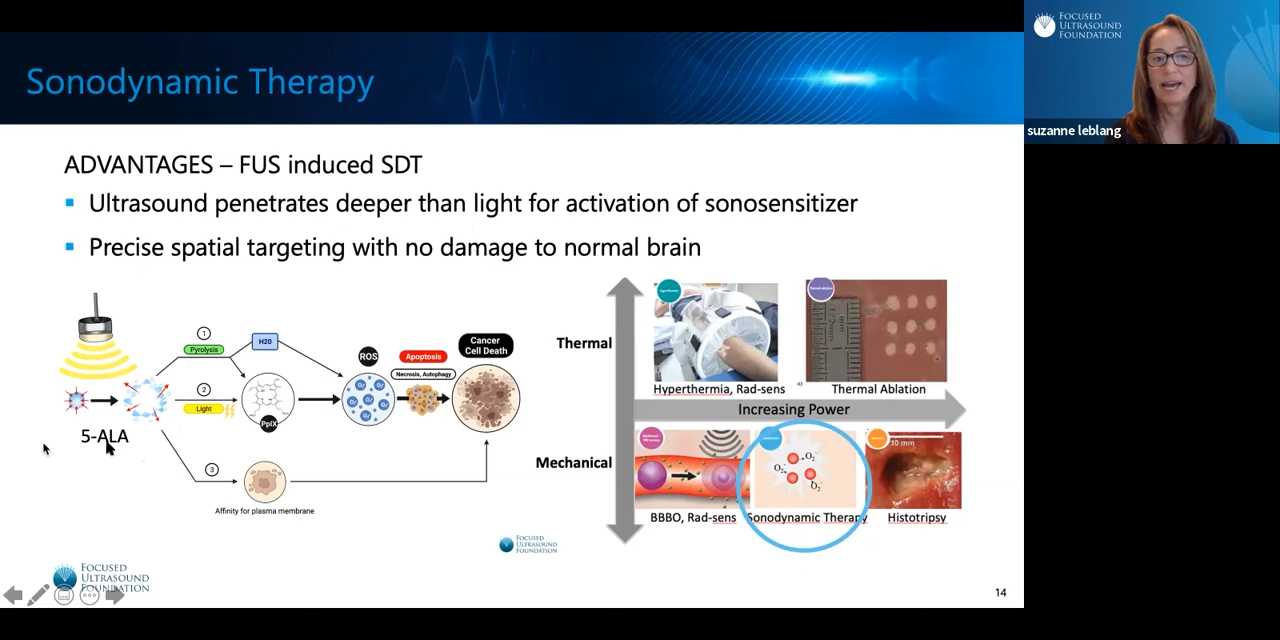 Sonodynamic Therapy
ADVANTAGES – FUS induced SDT
Ultrasound penetrates deeper than light for activation of sonosensitizer
Precise spatial targeting with no damage to normal brain
5-ALA
1
Pyrolysis
H20
2
Light
PpIX
ROS
Apoptosis
Necrosis, Autophagy
Cancer
Cell Death
3
Affinity for plasma membrane
Thermal
Hyperthermia, Rad-sens
Thermal Ablation
Increasing Power
Mechanical
BBBO, Rad-sens
Sonodynamic Therapy
Histotripsy
10 mm
FOCUSED
ULTRASOUND
FOUNDATION
FOCUSED
ULTRASOUND
FOUNDATION
14
FOCUSED
ULTRASOUND
FOUNDATION
suzanne leblang